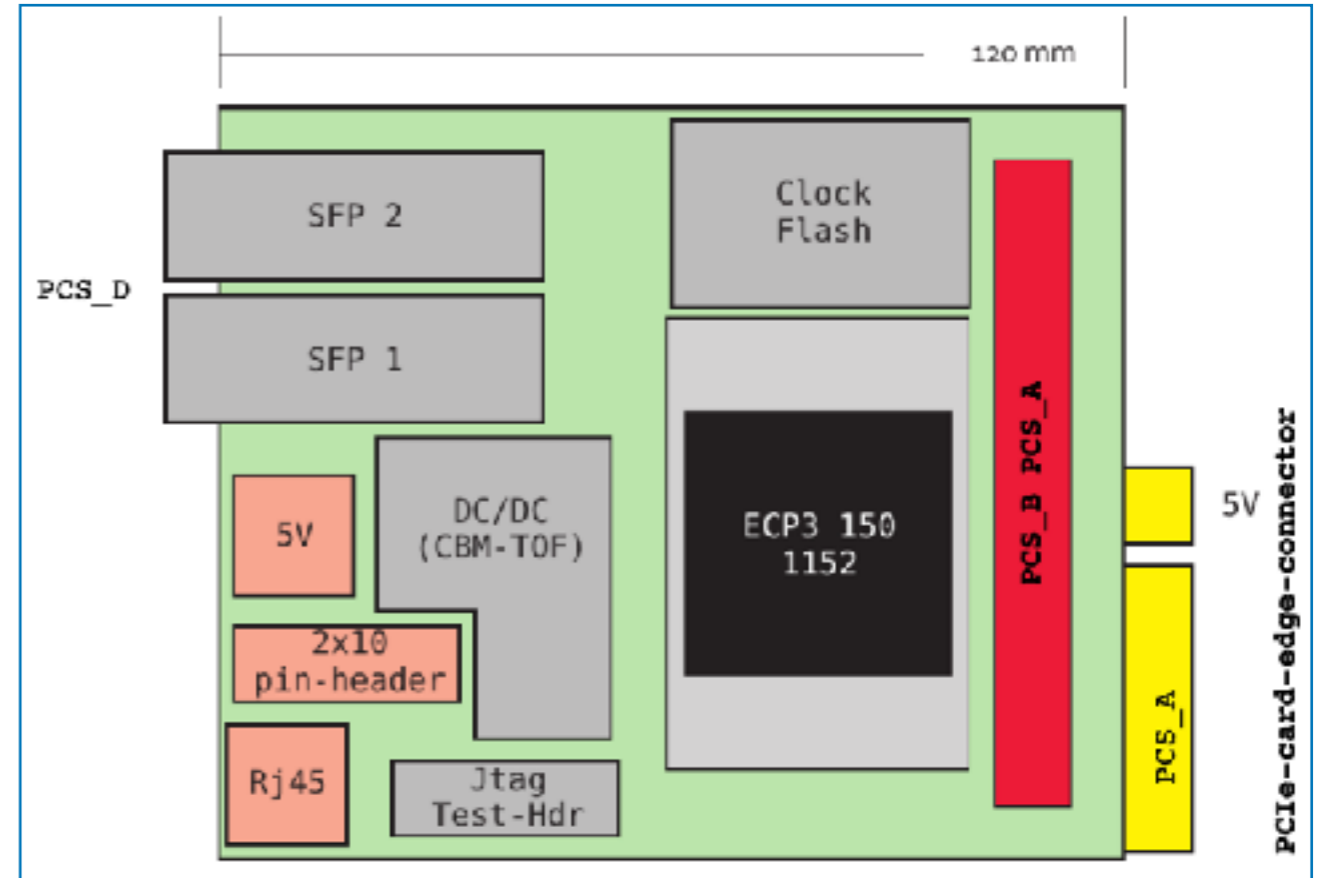 120 mm
SFP 2
Clock
Flash
PCS_D
SFP 1
PCS_B PCS_A
5V
DC/DC
(CBM-TOF)
ECP3 150
1152
5V
2x10
pin-header
PCS_A
PCIe-card-edge-connector
Rj45
Jtag
Test-Hdr